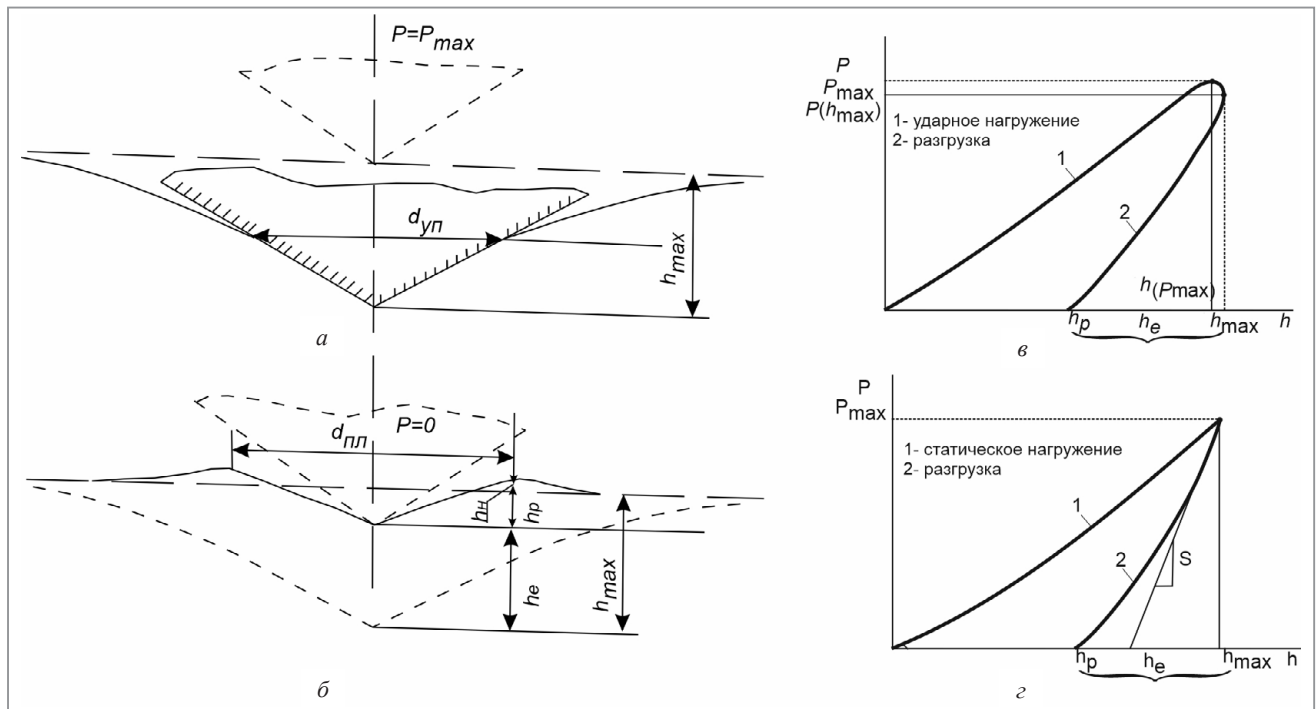 P=Pmax
dуп
hmax
а
P=0
dпл
hн
hp
he
hmax
б
P
Pmax
P(hmax)
1- ударное нагружение
2- разгрузка
1
2
h(Pmax)
hp he hmax h
в
P
Pmax
1- статическое нагружение
2- разгрузка
1
2
S
hp he hmax h
г